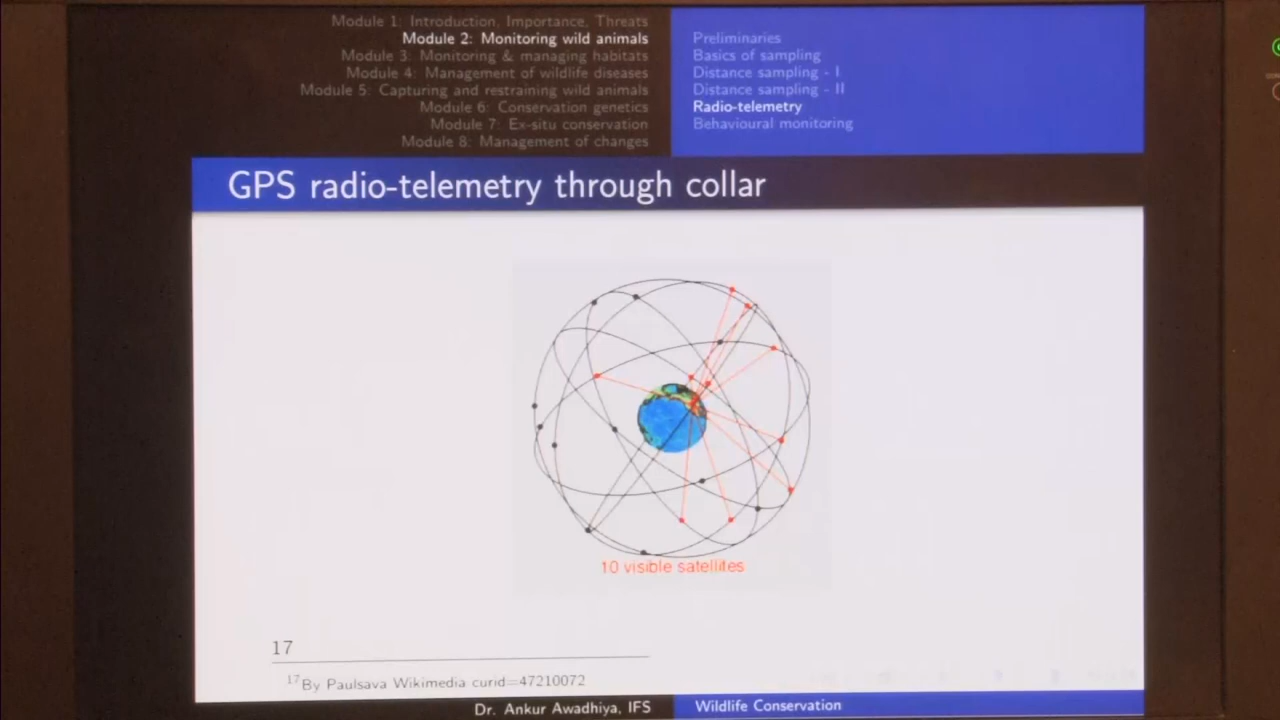 Module 1: Introduction, Importance, Threats
Module 2: Monitoring wild animals
Module 3: Monitoring & managing habitats
Module 4: Management of wildlife diseases
Module 5: Capturing and restraining wild animals
Module 6: Conservation genetics
Module 7: Ex-situ conservation
Module 8: Management of changes
Preliminaries
Basics of sampling
Distance sampling - I
Distance sampling - II
Radio-telemetry
Behavioural monitoring
GPS radio-telemetry through collar
10 visible satellites
17
17By Paulsava Wikimedia curid=47210072
Dr. Ankur Awadhiya, IFS
Wildlife Conservation